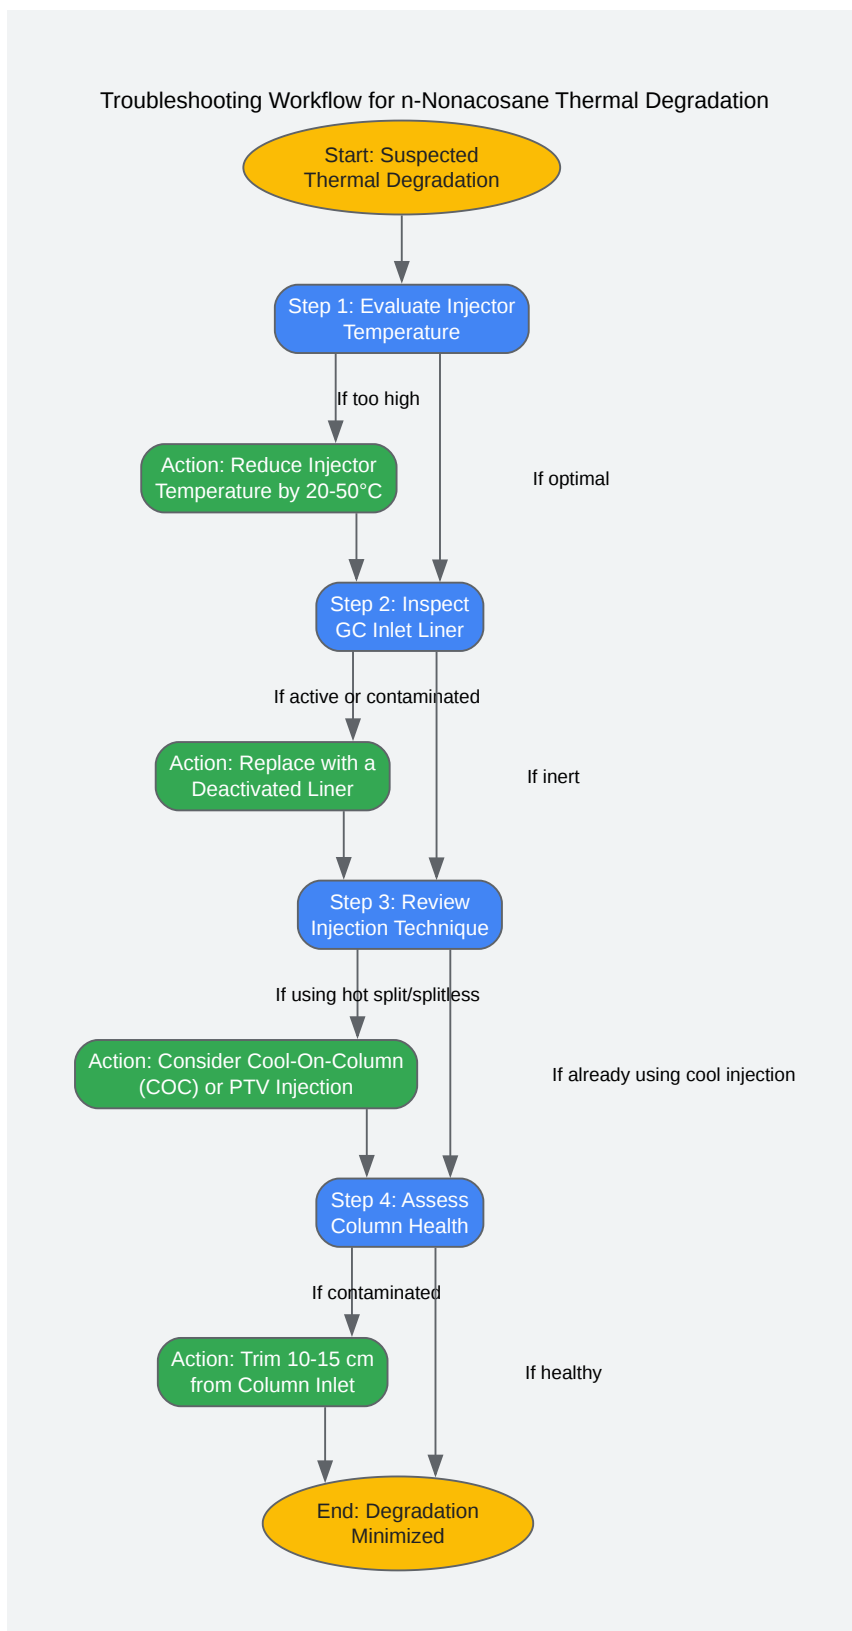 Troubleshooting Workflow for n-Nonacosane Thermal Degradation
Start: Suspected
Thermal Degradation
Step 1: Evaluate Injector
Temperature
If too high
Action: Reduce Injector
Temperature by 20-50°C
If optimal
Step 2: Inspect
GC Inlet Liner
If active or contaminated
Action: Replace with a
Deactivated Liner
If inert
Step 3: Review
Injection Technique
If using hot split/splitless
Action: Consider Cool-On-Column
(COC) or PTV Injection
If already using cool injection
Step 4: Assess
Column Health
If contaminated
Action: Trim 10-15 cm
from Column Inlet
If healthy
End: Degradation
Minimized